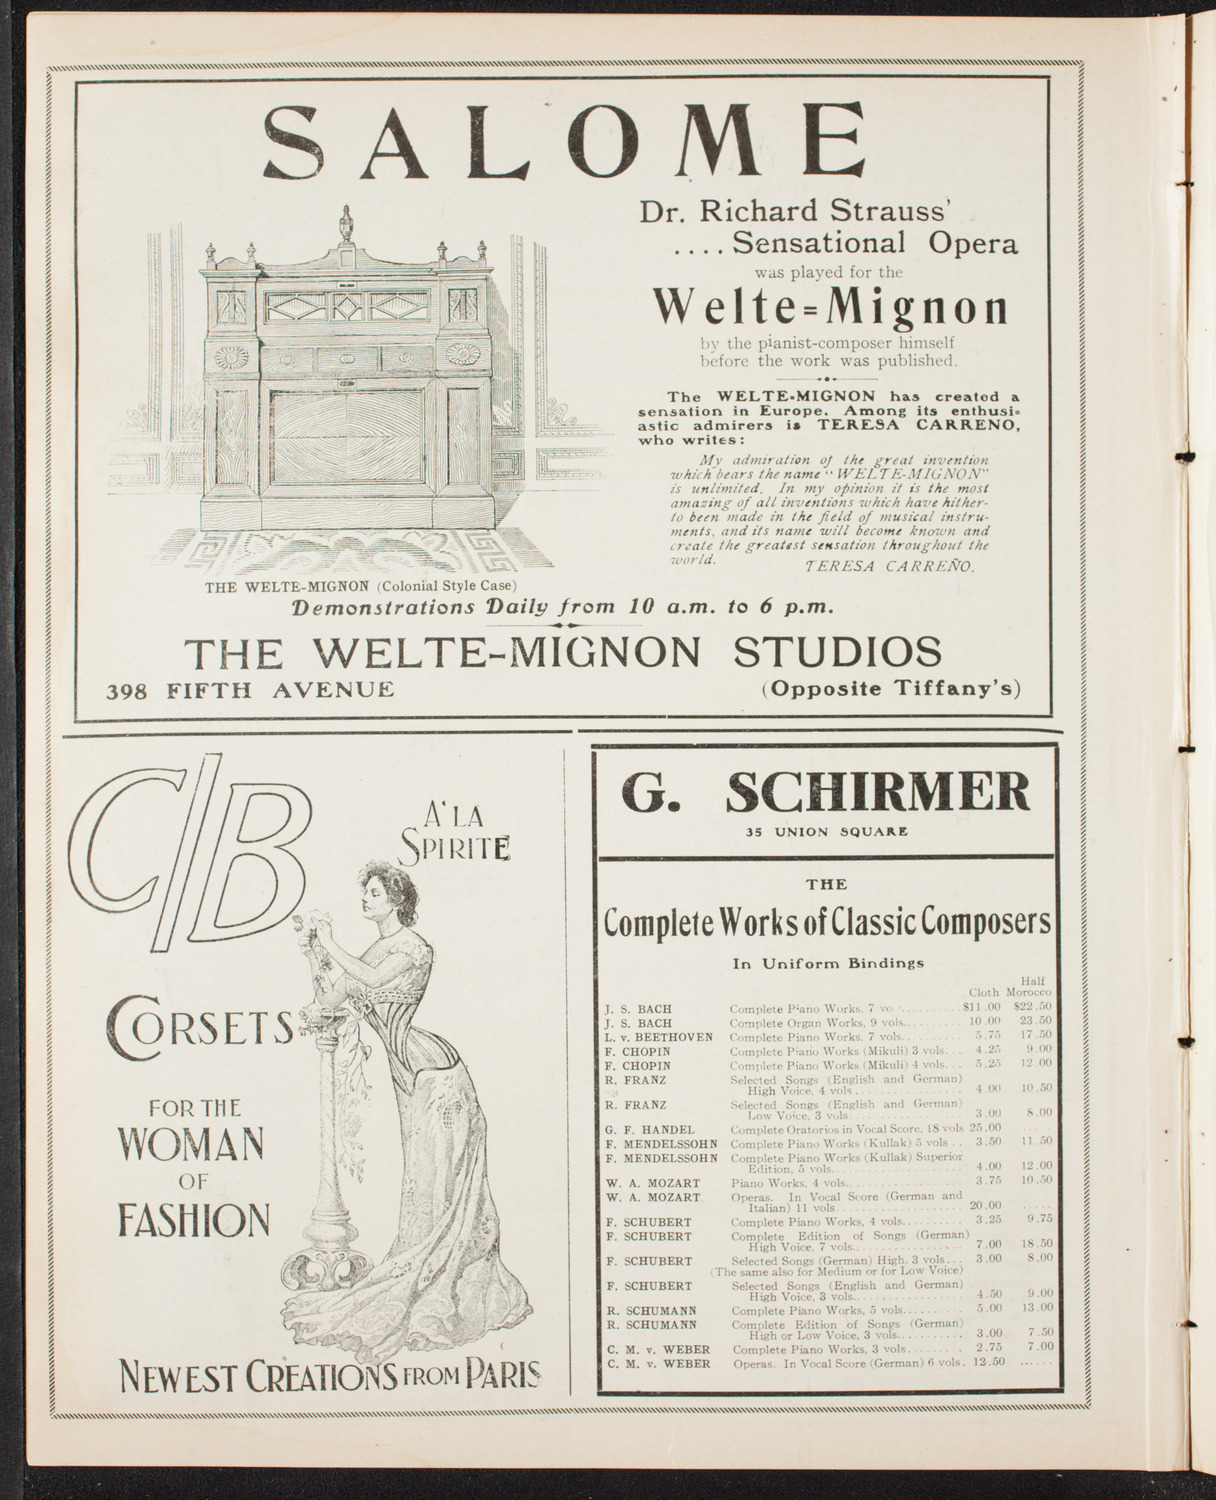 SALOME
Dr. Richard Strauss'
.... Sensational Opera
was played for the
Welte=Mignon
by the pianist-composer himself
before the work was published.
The WELTE-MIGNON has created a
sensation in Europe. Among its enthusi-
astic admirers is TERESA CARRENO,
who writes:
My admiration of the great invention
which bears the name "WELTE-MIGNON"
is unlimited. In my opinion it is the most
amazing of all inventions which have hither-
to been made in the field of musical instru-
ments, and its name will become known and
create the greatest sensation throughout the
world.
TERESA CARREÑO.
THE WELTE-MIGNON (Colonial Style Case)
Demonstrations Daily from 10 a.m. to 6 p.m.
THE WELTE-MIGNON STUDIOS
398 FIFTH AVENUE (Opposite Tiffany's)
C/B
A' LA
SPIRITE
CORSETS
FOR THE
WOMAN
OF
FASHION
NEWEST CREATIONS FROM PARIS
G. SCHIRMER
35 UNION SQUARE
THE
Complete Works of Classic Composers
In Uniform Bindings
Half
Cloth Morocco
J. S. BACH Complete Piano Works, 7 vo.......... $11.00 $22.50
J. S. BACH Complete Organ Works, 9 vols.......... 10.00 23.50
L. v. BEETHOVEN Complete Piano Works, 7 vols.......... 5.75 17.50
F. CHOPIN Complete Piano Works (Mikuli) 3 vols... 4.25 9.00
F. CHOPIN Complete Piano Works (Mikuli) 4 vols... 5.25 12.00
R. FRANZ Selected Songs (English and German)
High Voice, 4 vols.................. 4.00 10.50
R. FRANZ Selected Songs (English and German)
Low Voice, 3 vols.................. 3.00 8.00
G. F. HANDEL Complete Oratorios in Vocal Score, 18 vols 25.00 .....
F. MENDELSSOHN Complete Piano Works (Kullak) 5 vols .. 3.50 11.50
F. MENDELSSOHN Complete Piano Works (Kullak) Superior
Edition, 5 vols.................... 4.00 12.00
W. A. MOZART Piano Works, 4 vols.................. 3.75 10.50
W. A. MOZART. Operas. In Vocal Score (German and
Italian) 11 vols.................... 20.00 .....
F. SCHUBERT Complete Piano Works, 4 vols.......... 3.25 9.75
F. SCHUBERT Complete Edition of Songs (German)
High Voice, 7 vols.................. 7.00 18.50
F. SCHUBERT Selected Songs (German) High, 3 vols... 3.00 8.00
(The same also for Medium or for Low Voice)
F. SCHUBERT Selected Songs (English and German)
High Voice, 3 vols.................. 4.50 9.00
R. SCHUMANN Complete Piano Works, 5 vols.......... 5.00 13.00
R. SCHUMANN Complete Edition of Songs (German)
High or Low Voice, 3 vols........... 3.00 7.50
C. M. v. WEBER Complete Piano Works, 3 vols......... 2.75 7.00
C. M. v. WEBER Operas. In Vocal Score (German) 6 vols. 12.50 ......